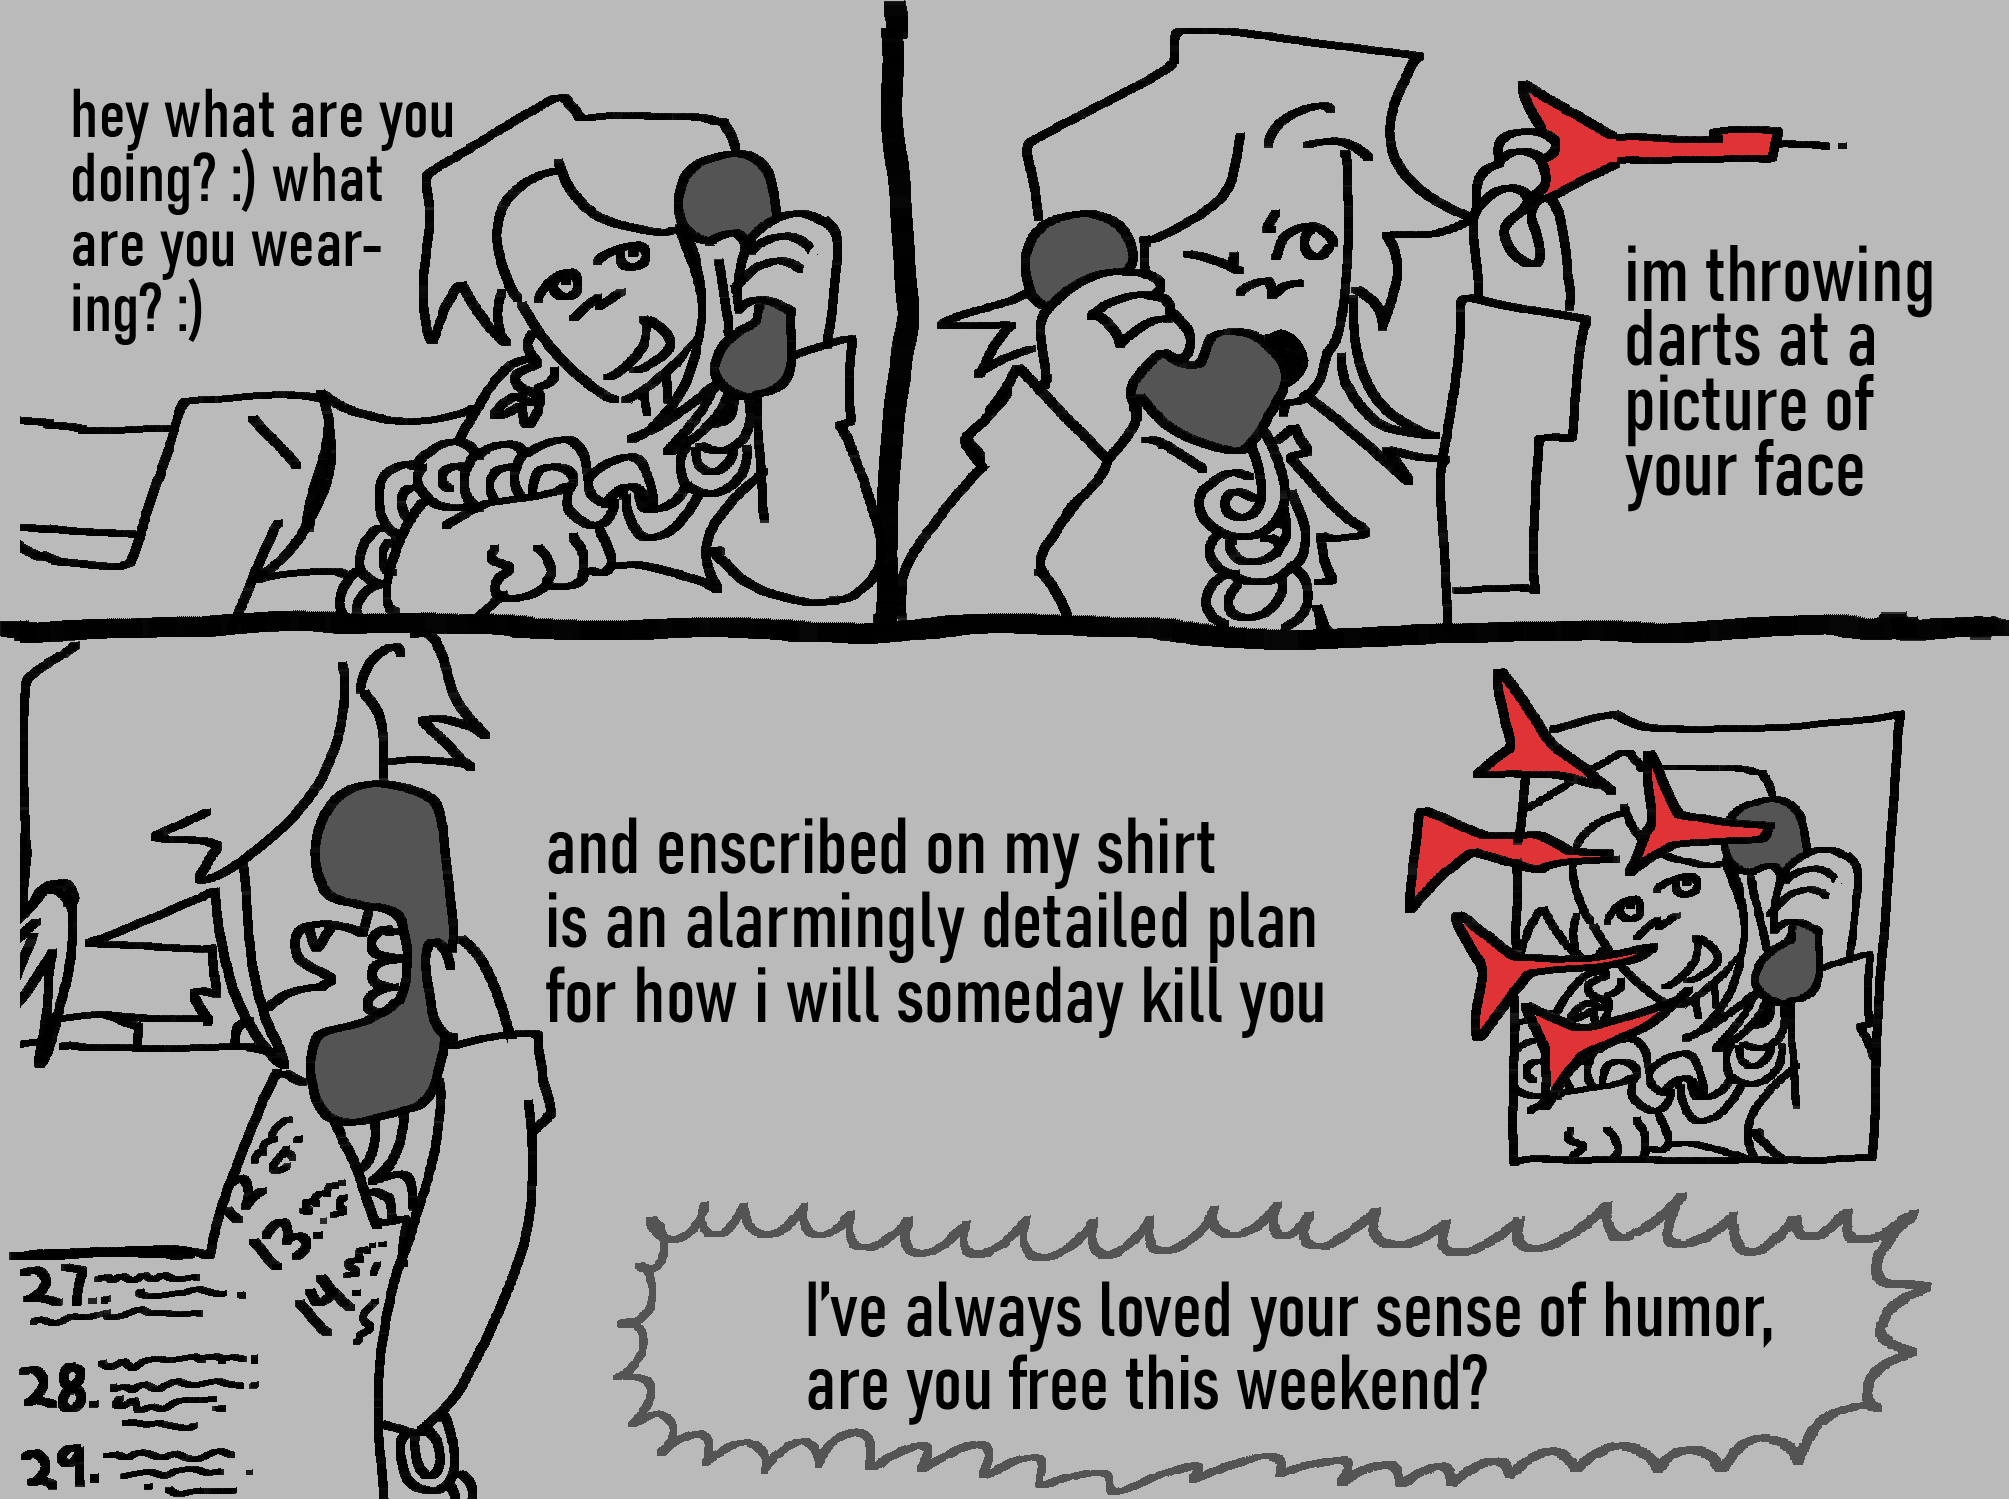 hey what are you
doing? :) what
are you wear-
ing? :)
im throwing
darts at a
picture of
your face
and enscribed on my shirt
is an alarmingly detailed plan
for how i will someday kill you
13.
14.
27.
28.
29.
I've always loved your sense of humor,
are you free this weekend?